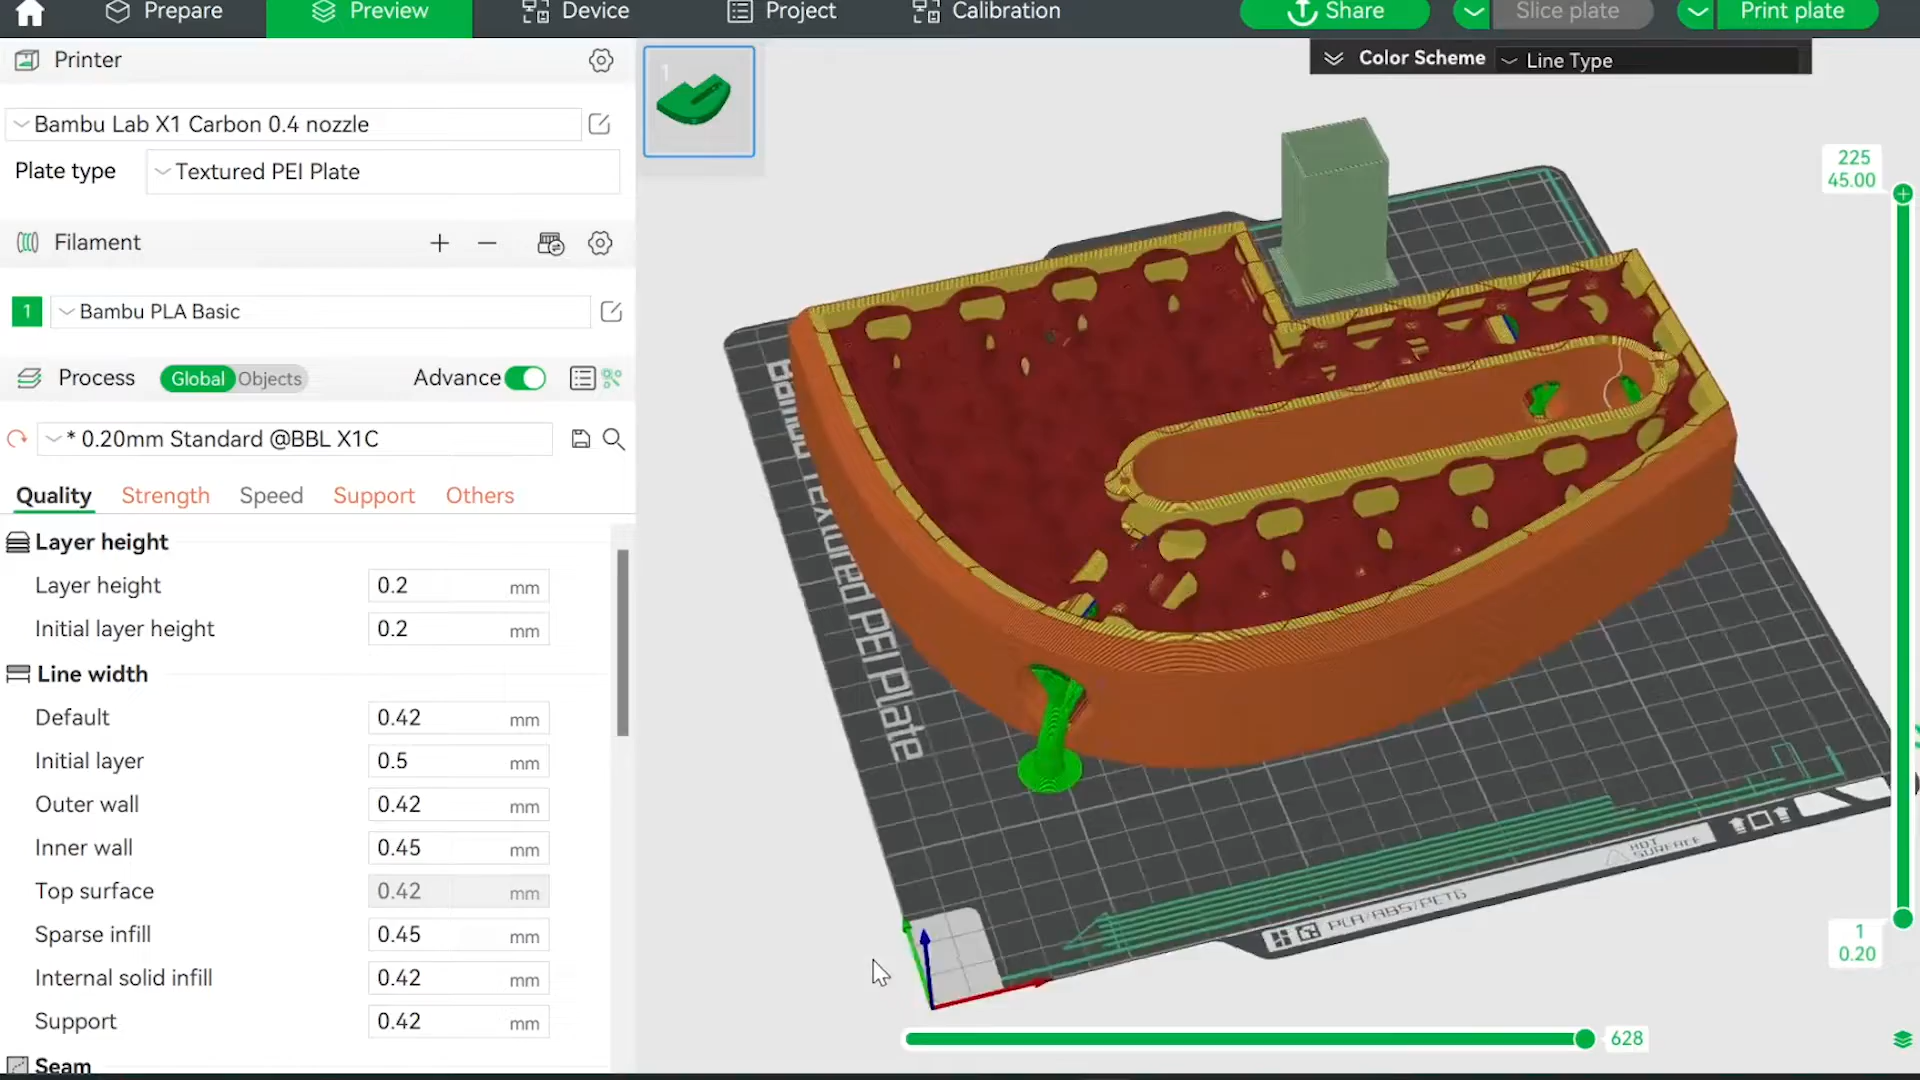 Prepare Preview Device Project Calibration Share Slice plate Print plate
Printer
Color Scheme Line Type
1
Bambu Lab X1 Carbon 0.4 nozzle
Plate type Textured PEI Plate
225
45.00
Filament
1 Bambu PLA Basic
Process Global Objects Advance
* 0.20mm Standard @BBL X1C
Quality Strength Speed Support Others
Layer height
Layer height 0.2 mm
Initial layer height 0.2 mm
Line width
Default 0.42 mm
Initial layer 0.5 mm
Outer wall 0.42 mm
Inner wall 0.45 mm
Top surface 0.42 mm
Sparse infill 0.45 mm
Internal solid infill 0.42 mm
Support 0.42 mm
Seam
Bambu Textured PEI Plate
HOT
SURFACE
PLA/ABS/PETG
1
0.20
628